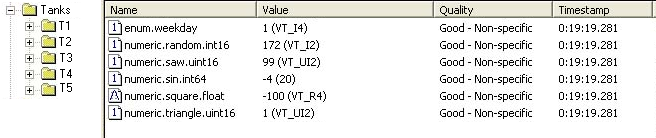 Tanks
T1
T2
T3
T4
T5
Name Value Quality Timestamp
enum.weekday 1 (VT_I4) Good - Non-specific 0:19:19.281
numeric.random.int16 172 (VT_I2) Good - Non-specific 0:19:19.281
numeric.saw.uint16 99 (VT_UI2) Good - Non-specific 0:19:19.281
numeric.sin.int64 -4 (20) Good - Non-specific 0:19:19.281
numeric.square.float -100 (VT_R4) Good - Non-specific 0:19:19.281
numeric.triangle.uint16 1 (VT_UI2) Good - Non-specific 0:19:19.281